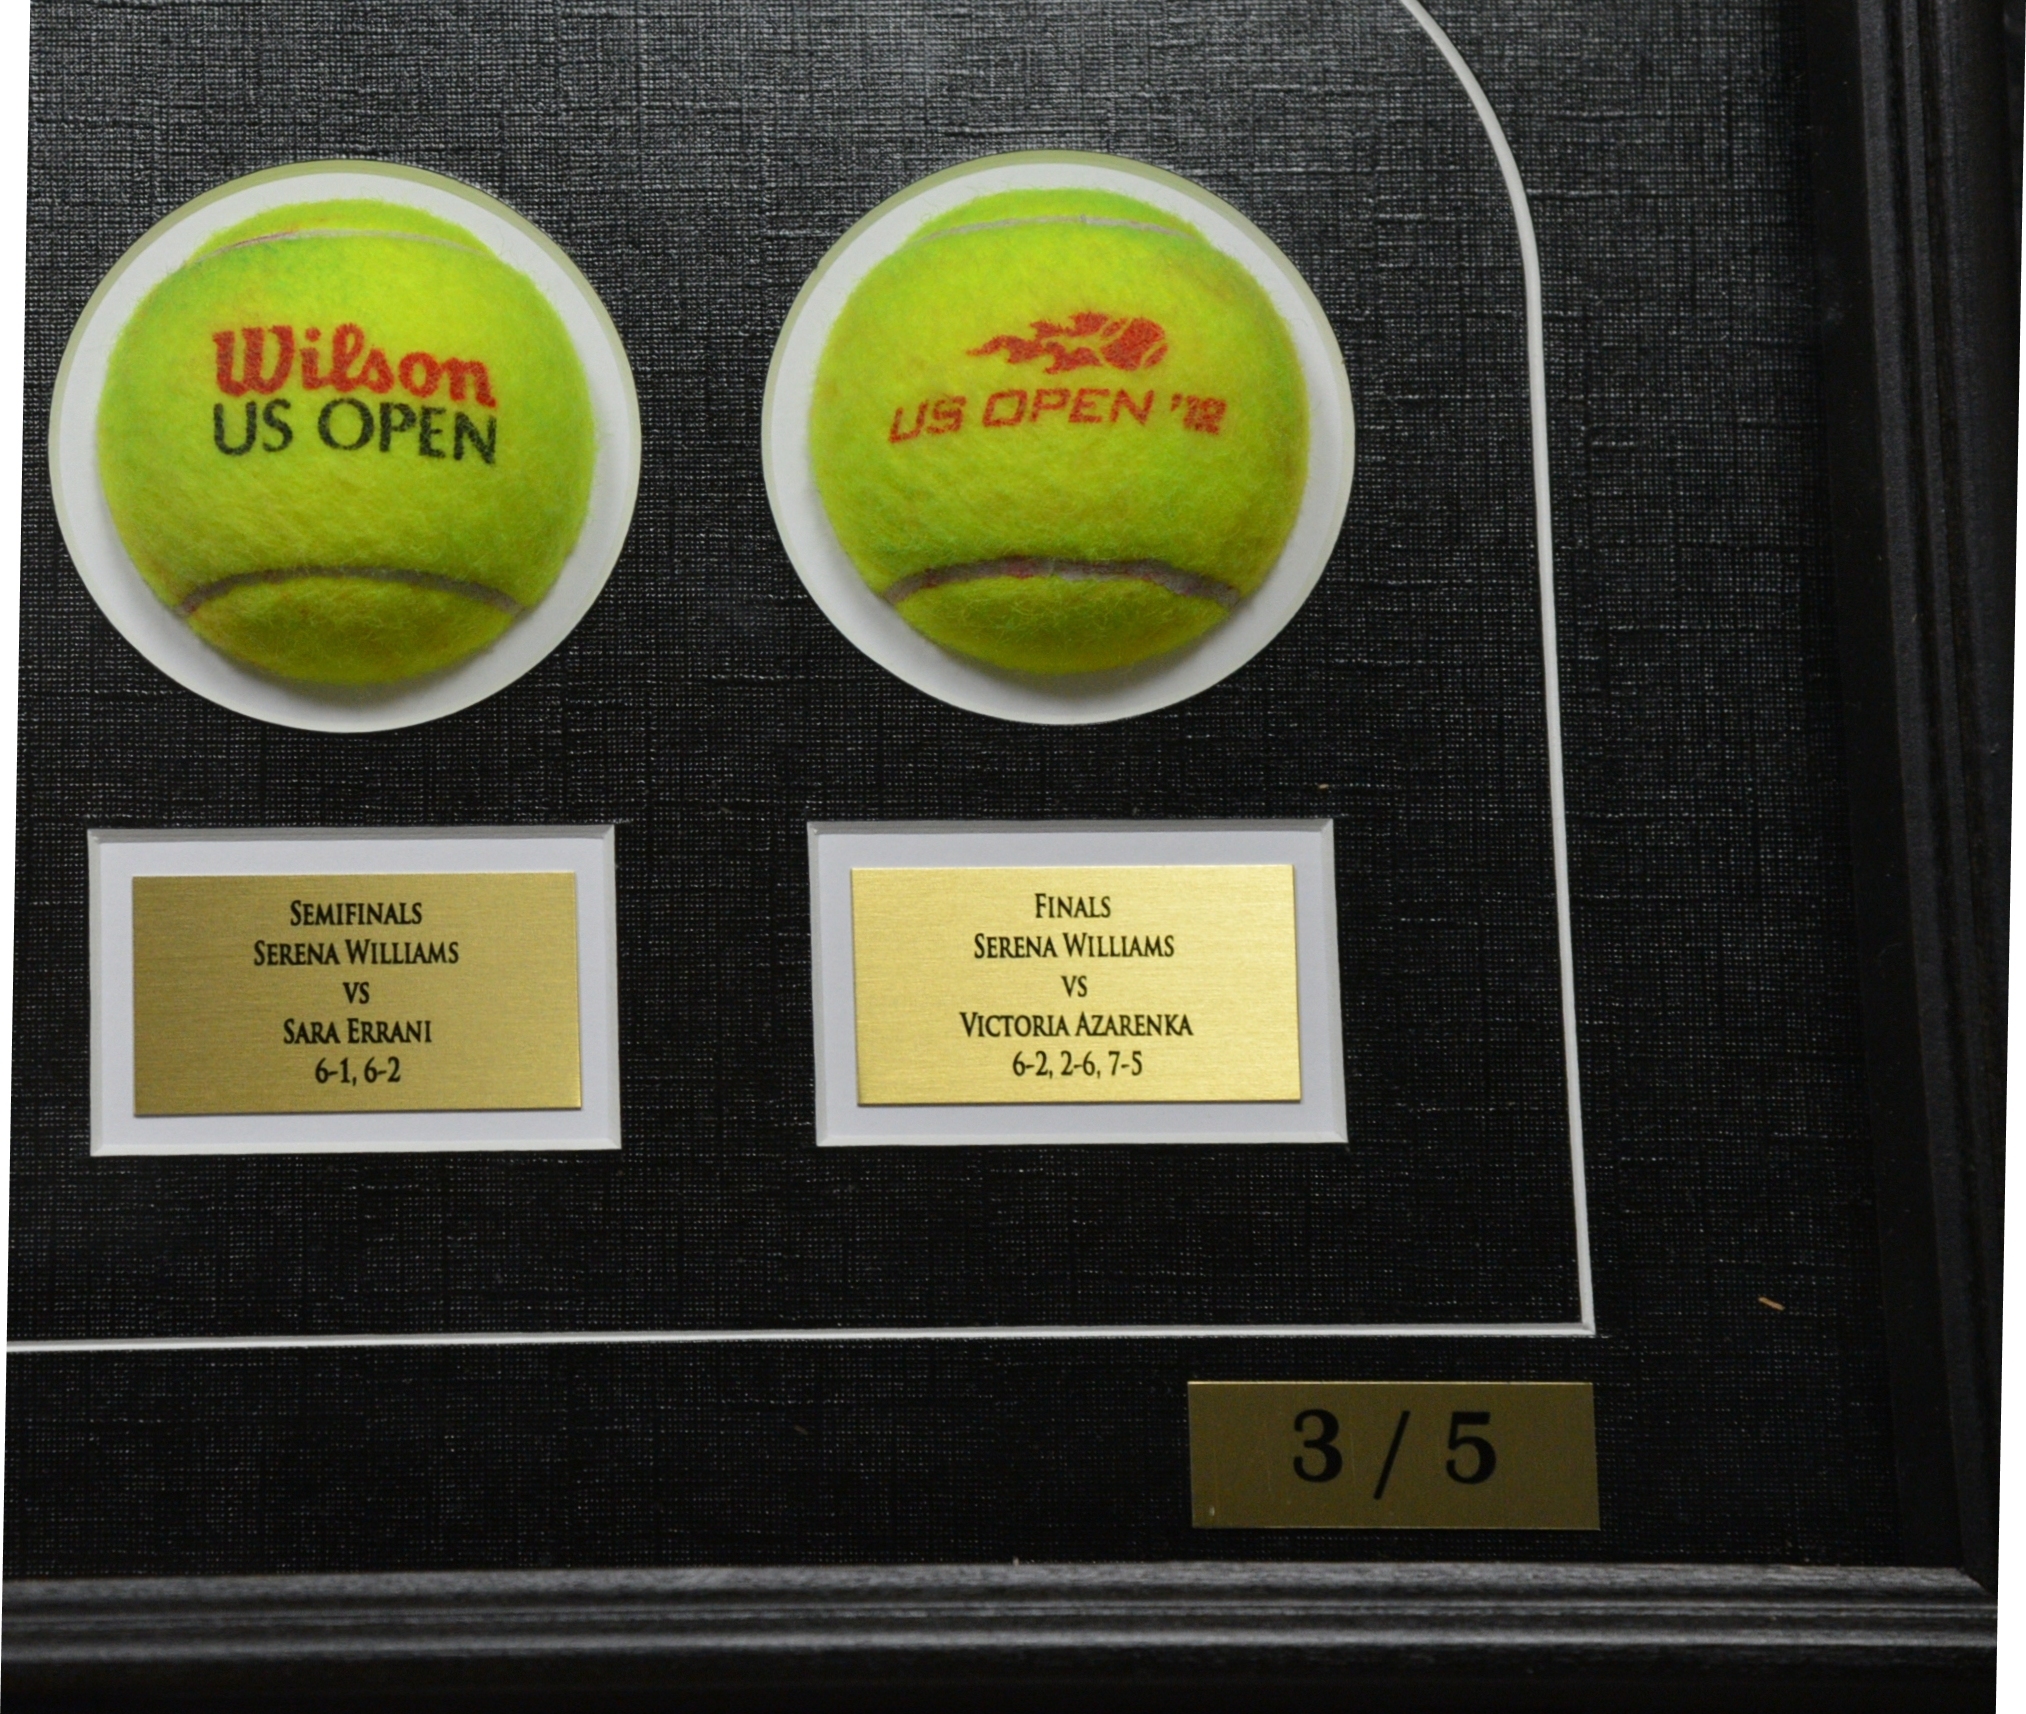 Wilson
US OPEN
US OPEN '12
SEMIFINALS
SERENA WILLIAMS
VS
SARA ERRANI
6-1, 6-2
FINALS
SERENA WILLIAMS
VS
VICTORIA AZARENKA
6-2, 2-6, 7-5
3 / 5